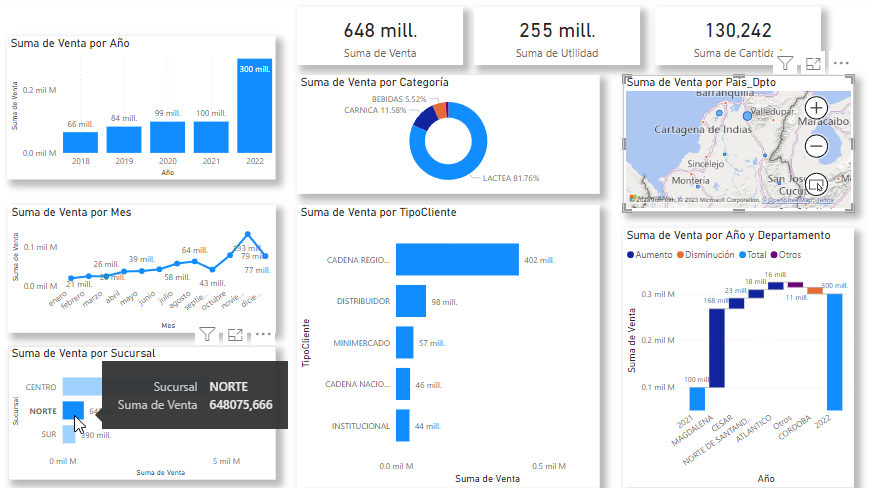 648 mill.
Suma de Venta
255 mill.
Suma de Utilidad
130,242
Suma de Cantida
Suma de Venta por Año
Suma de Venta
0.2 mil M
0.0 mil M
66 mill.
84 mill.
99 mill.
100 mill.
300 mill.
2018
2019
2020
2021
2022
Año
Suma de Venta por Categoría
BEBIDAS 5.52%
CARNICA 11.58%
LACTEA 81.76%
Suma de Venta por Pais_Dpto
Barranquilla
Valledupar
Maracaibo
Cartagena de Indias
Sincelejo
Montería
San Jos
Cúcu
© 2023 TomTom, © 2023 Microsoft Corporation, © OpenStreetMap Terms
Suma de Venta por Mes
Suma de Venta
0.1 mil M
0.0 mil M
21 mill.
26 mill.
39 mill.
58 mill.
64 mill.
43 mill.
133 mill.
79 mill.
77 mill.
enero
febrero
marzo
abril
mayo
junio
julio
agosto
septie...
octubre
novie...
dicie...
Mes
Suma de Venta por TipoCliente
TipoCliente
CADENA REGIO...
402 mill.
DISTRIBUIDOR
98 mill.
MINIMERCADO
57 mill.
CADENA NACIO...
46 mill.
INSTITUCIONAL
44 mill.
0.0 mil M
0.5 mil M
Suma de Venta
Suma de Venta por Año y Departamento
Aumento
Disminución
Total
Otros
Suma de Venta
0.3 mil M
0.2 mil M
0.1 mil M
100 mill.
168 mill.
23 mill.
18 mill.
16 mill.
11 mill.
300 mill.
2021
MAGDALENA
CESAR
NORTE DE SANTAND...
ATLANTICO
Otros
CORDOBA
2022
Año
Suma de Venta por Sucursal
Sucursal
CENTRO
NORTE
SUR
390 mill.
0 mil M
5 mil M
Suma de Venta
Sucursal NORTE
Suma de Venta 648075,666